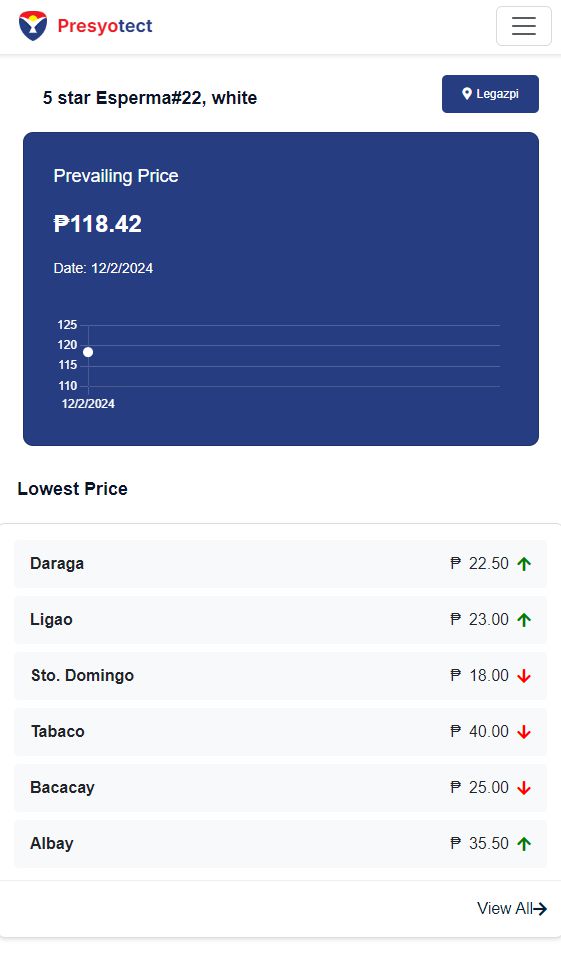 Presyotect
5 star Esperma#22, white
Legazpi
Prevailing Price
₱118.42
Date: 12/2/2024
125
120
115
110
12/2/2024
Lowest Price
Daraga ₱ 22.50
Ligao ₱ 23.00
Sto. Domingo ₱ 18.00
Tabaco ₱ 40.00
Bacacay ₱ 25.00
Albay ₱ 35.50
View All